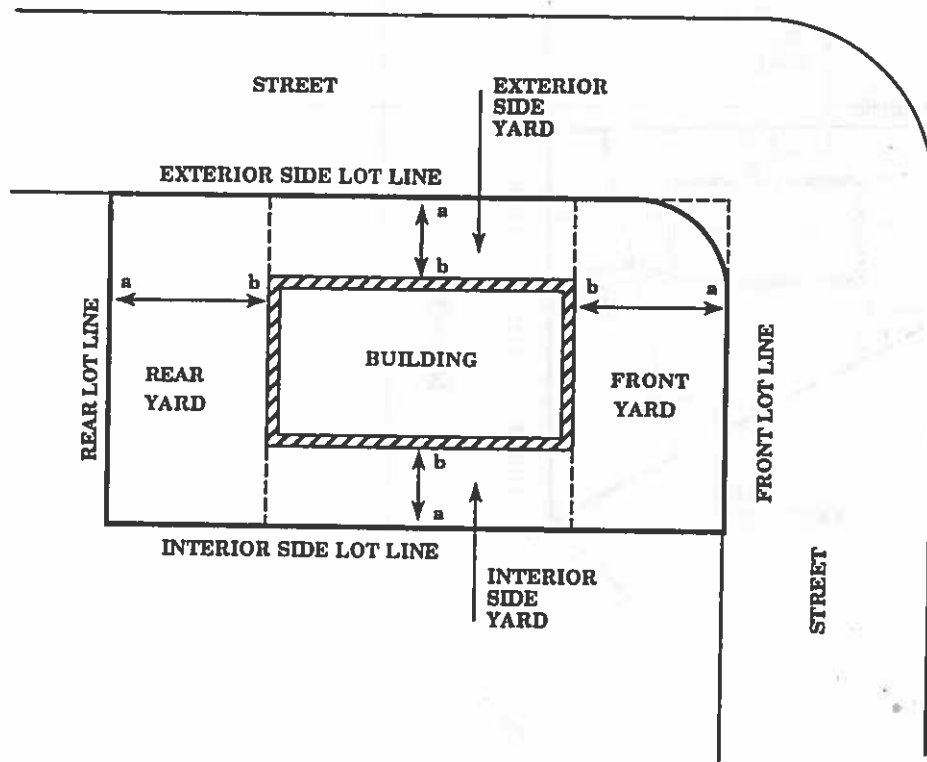 STREET
EXTERIOR
SIDE
YARD
EXTERIOR SIDE LOT LINE
a
b
a
b
b
a
REAR LOT LINE
REAR
YARD
BUILDING
FRONT
YARD
FRONT LOT LINE
b
a
INTERIOR SIDE LOT LINE
INTERIOR
SIDE
YARD
STREET